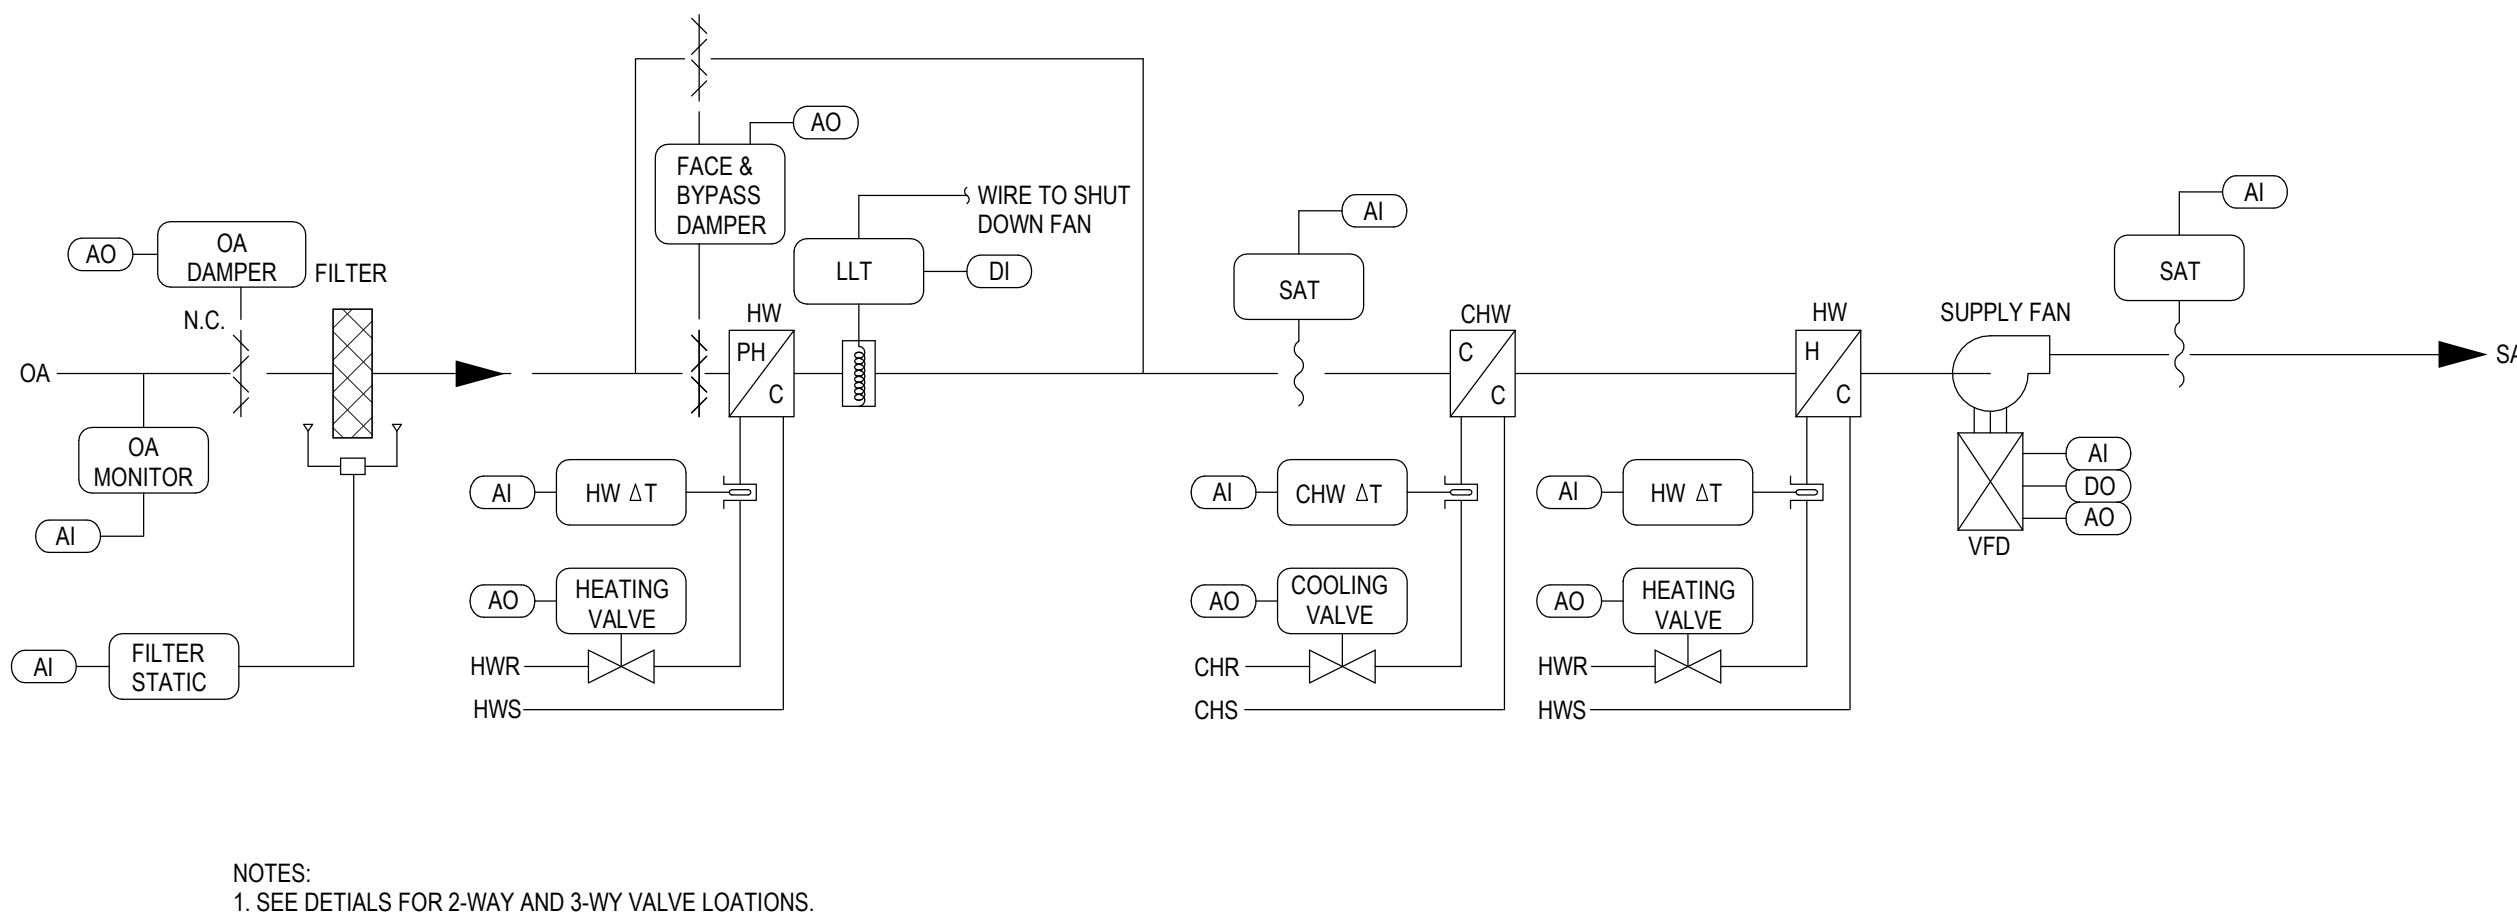 AO
FACE &
BYPASS
DAMPER
WIRE TO SHUT
DOWN FAN
AI
AI
OA
DAMPER
AO
FILTER
LLT
DI
SAT
SAT
N.C.
HW
CHW
HW
SUPPLY FAN
OA
PH
C
C
C
H
C
SA
OA
MONITOR
AI
AI
HW ΔT
AI
CHW ΔT
AI
HW ΔT
AI
DO
AO
VFD
AO
HEATING
VALVE
AO
COOLING
VALVE
AO
HEATING
VALVE
AI
FILTER
STATIC
HWR
CHR
HWR
HWS
CHS
HWS
NOTES:
1. SEE DETIALS FOR 2-WAY AND 3-WY VALVE LOATIONS.